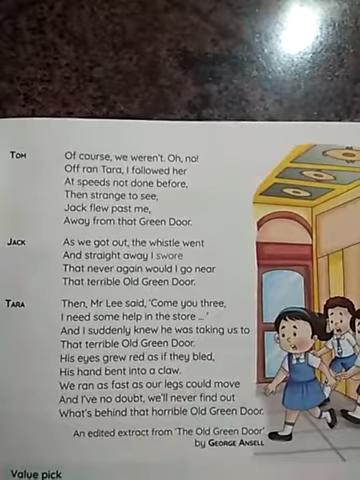 TOM Of course, we weren't. Oh, no!
Off ran Tara, I followed her
At speeds not done before,
Then strange to see,
Jack flew past me,
Away from that Green Door.
JACK As we got out, the whistle went
And straight away I swore
That never again would I go near
That terrible Old Green Door.
TARA Then, Mr Lee said, 'Come you three,
I need some help in the store ... '
And I suddenly knew he was taking us to
That terrible Old Green Door.
His eyes grew red as if they bled,
His hand bent into a claw.
We ran as fast as our legs could move
And I've no doubt, we'll never find out
What's behind that horrible Old Green Door.
An edited extract from 'The Old Green Door'
by GEORGE ANSELL
Value pick